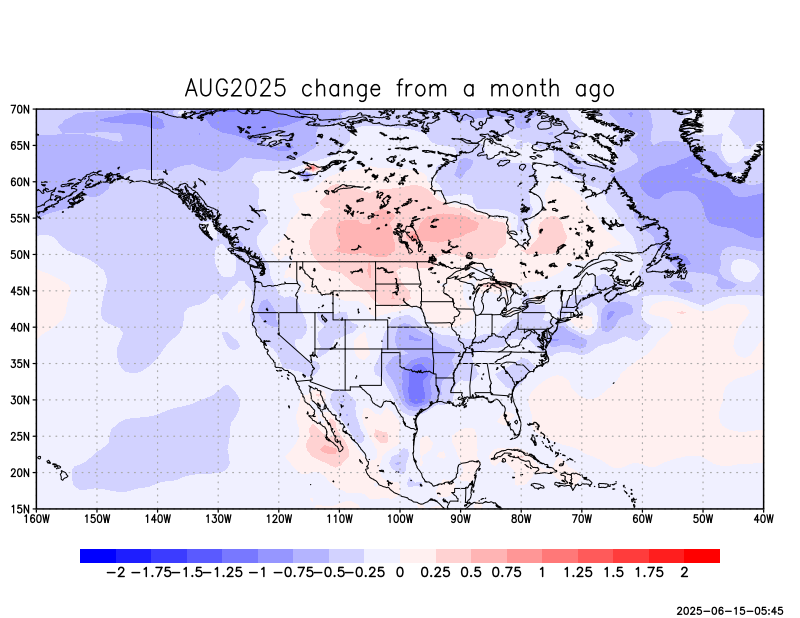 AUG2025 change from a month ago
70N
65N
60N
55N
50N
45N
40N
35N
30N
25N
20N
15N
160W 150W 140W 130W 120W 110W 100W 90W 80W 70W 60W 50W 40W
−2 −1.75 −1.5 −1.25 −1 −0.75 −0.5 −0.25 0 0.25 0.5 0.75 1 1.25 1.5 1.75 2
2025−06−15−05:45